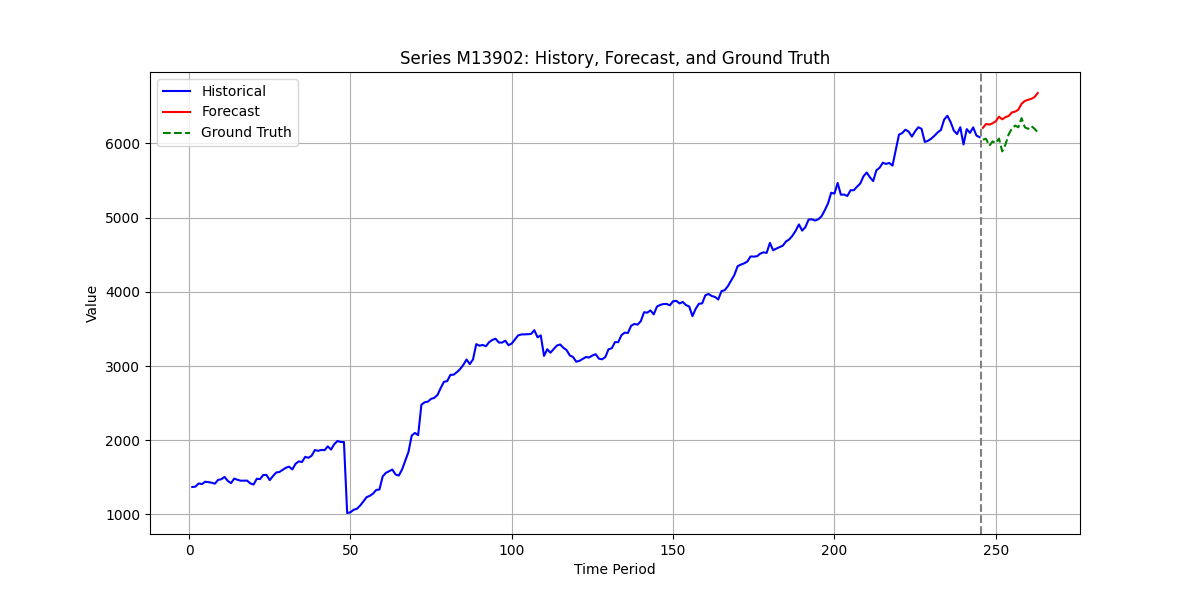 Series M13902: History, Forecast, and Ground Truth
Historical
Forecast
Ground Truth
Value
6000
5000
4000
3000
2000
1000
0
50
100
150
200
250
Time Period